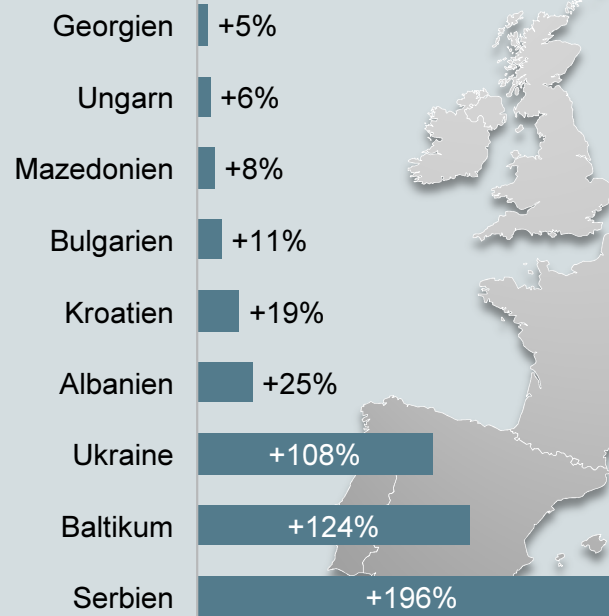 Georgien +5%
Ungarn +6%
Mazedonien +8%
Bulgarien +11%
Kroatien +19%
Albanien +25%
Ukraine +108%
Baltikum +124%
Serbien +196%